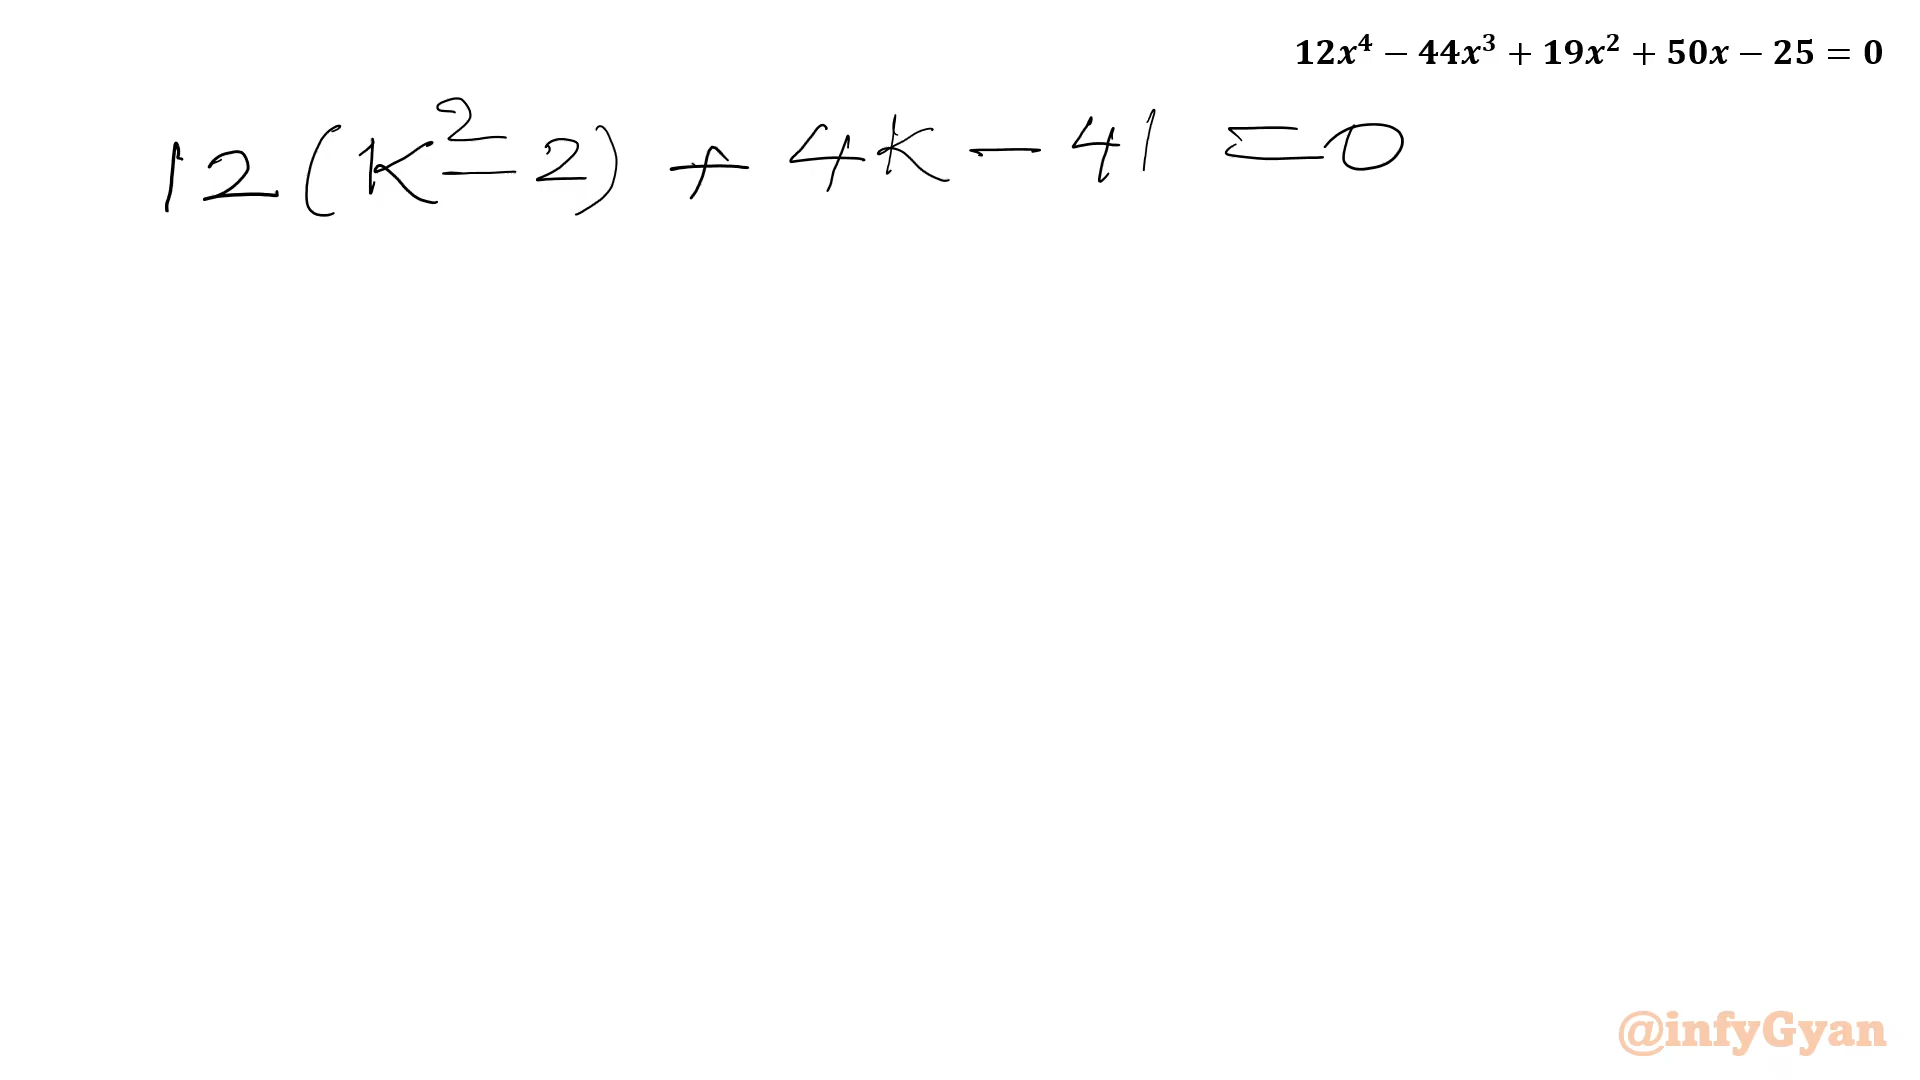 12x⁴ − 44x³ + 19x² + 50x − 25 = 0
12(K² − 2) + 4K − 41 = 0
@infyGyan